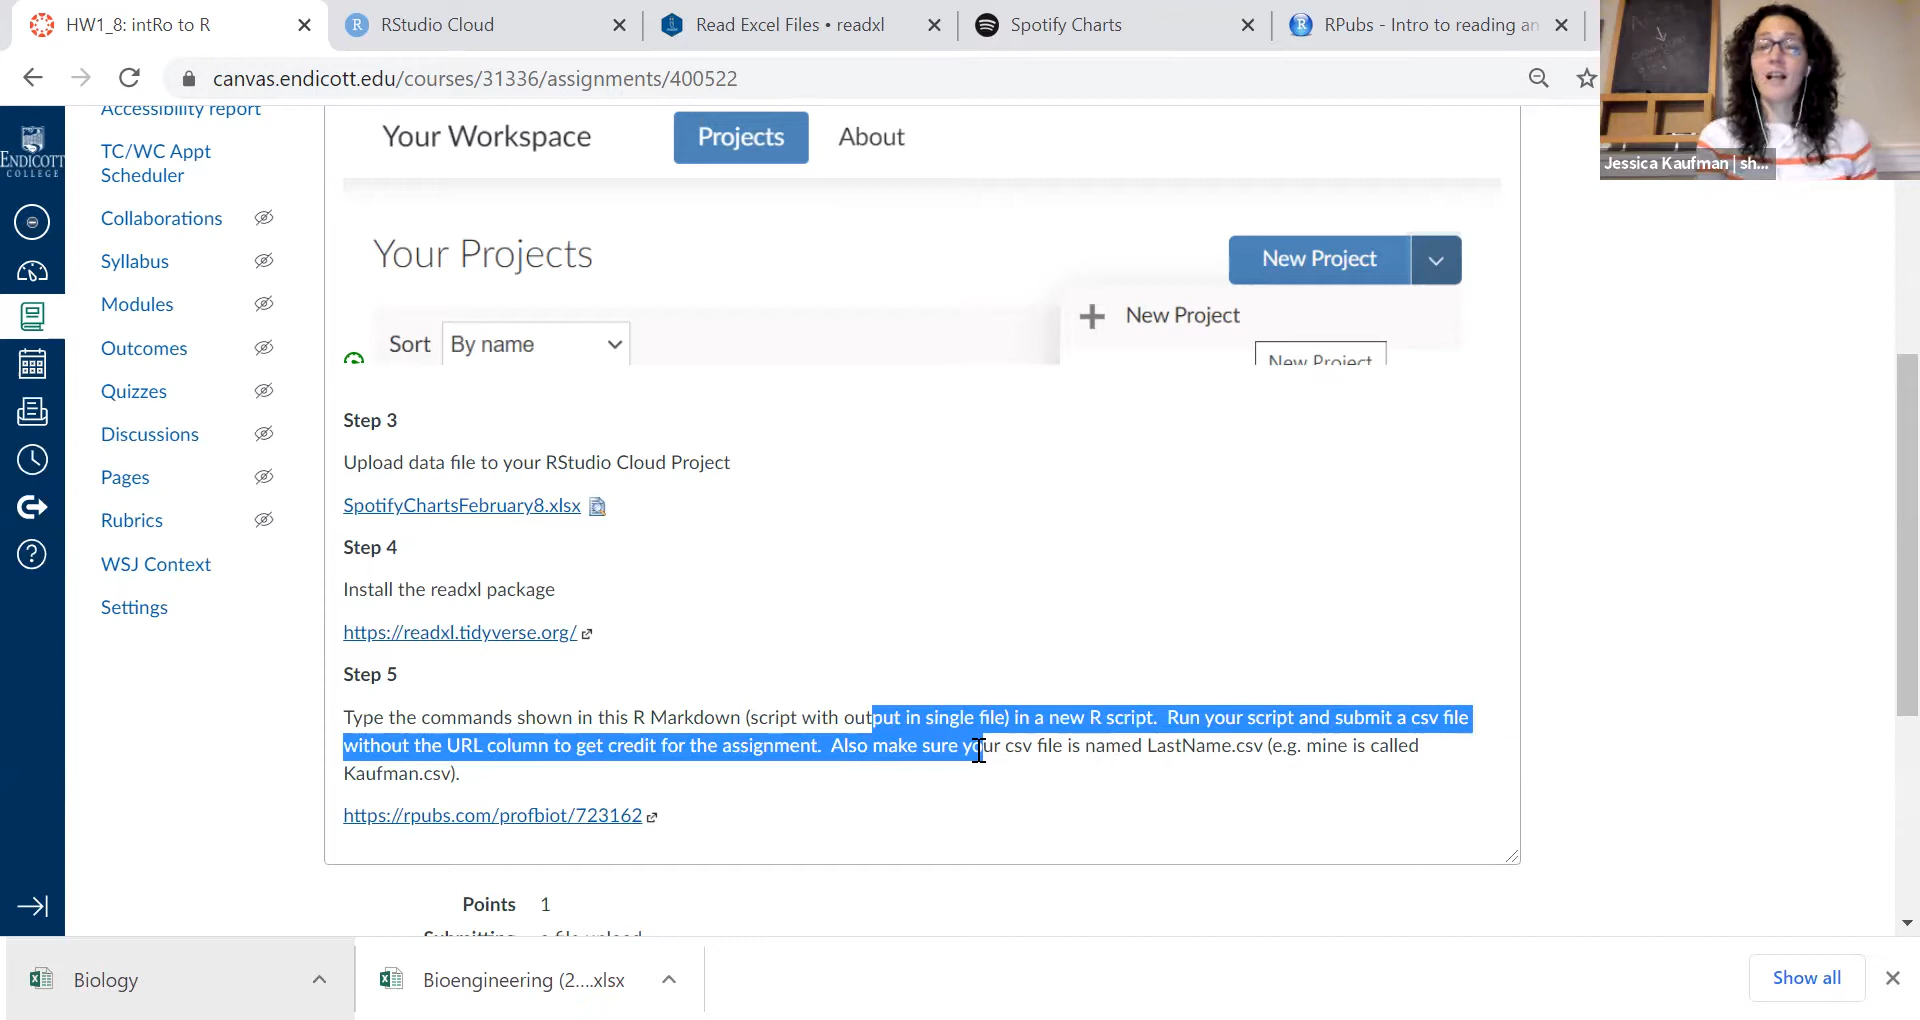 HW1_8: intRo to R
RStudio Cloud
Read Excel Files • readxl
Spotify Charts
RPubs - Intro to reading an
canvas.endicott.edu/courses/31336/assignments/400522
Jessica Kaufman | sh...
ENDICOTT
COLLEGE
Accessibility report
TC/WC Appt
Scheduler
Collaborations
Syllabus
Modules
Outcomes
Quizzes
Discussions
Pages
Rubrics
WSJ Context
Settings
Your Workspace
Projects
About
Your Projects
New Project
Sort
By name
New Project
New Project
Step 3
Upload data file to your RStudio Cloud Project
SpotifyChartsFebruary8.xlsx
Step 4
Install the readxl package
https://readxl.tidyverse.org/
Step 5
Type the commands shown in this R Markdown (script with output in single file) in a new R script. Run your script and submit a csv file
without the URL column to get credit for the assignment. Also make sure your csv file is named LastName.csv (e.g. mine is called
Kaufman.csv).
https://rpubs.com/profbiot/723162
Points 1
Submitting a file upload
Biology
Bioengineering (2....xlsx
Show all